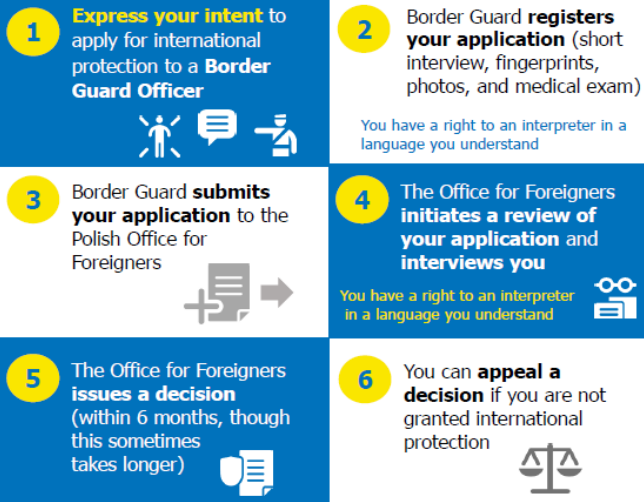 1
Express your intent to
apply for international
protection to a Border
Guard Officer
2
Border Guard registers
your application (short
interview, fingerprints,
photos, and medical exam)
You have a right to an interpreter in a
language you understand
3
Border Guard submits
your application to the
Polish Office for
Foreigners
4
The Office for Foreigners
initiates a review of
your application and
interviews you
You have a right to an interpreter
in a language you understand
5
The Office for Foreigners
issues a decision
(within 6 months, though
this sometimes
takes longer)
6
You can appeal a
decision if you are not
granted international
protection